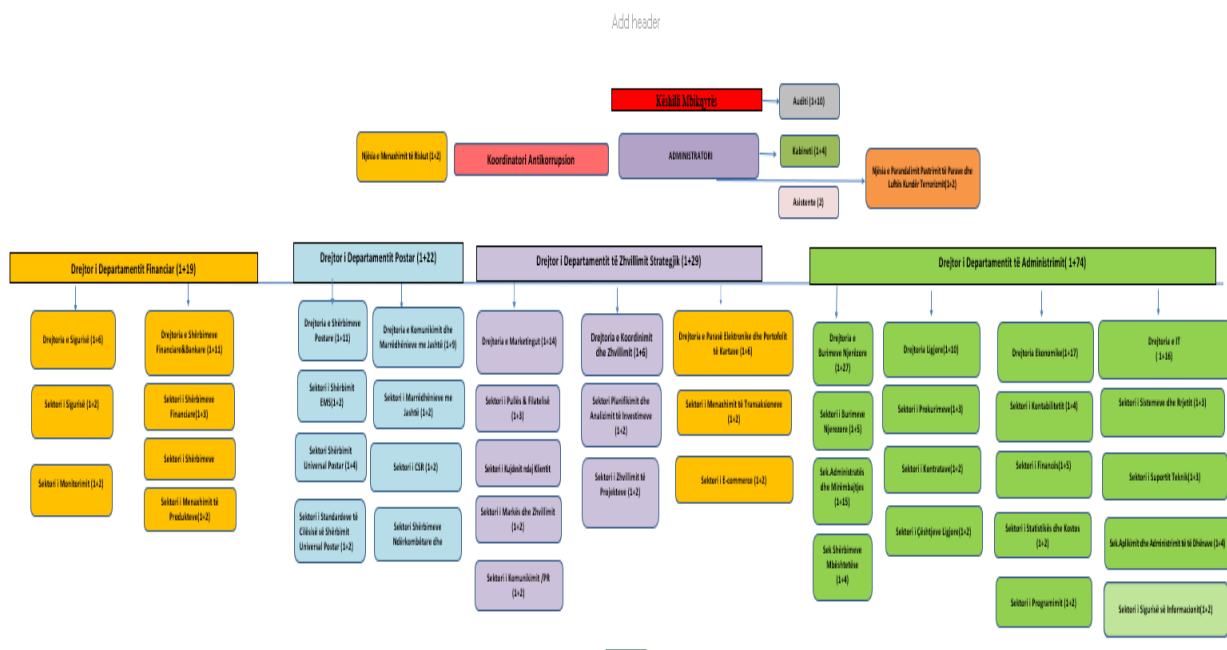 Add header
Këshilli Mbikqyrës
Auditi (1+10)
Njësia e Menaxhimit të Riskut (1+2)
Koordinatori Antikorrupsion
ADMINISTRATORI
Kabineti (1+4)
Njësia e Parandalimit Pastrimit të Parave dhe
Luftës Kundër Terrorizmit(1+2)
Asistente (2)
Drejtor i Departamentit Financiar (1+19)
Drejtor i Departamentit Postar (1+22)
Drejtor i Departamentit të Zhvillimit Strategjik (1+29)
Drejtor i Departamentit të Administrimit( 1+74)
Drejtoria e Sigurisë (1+6)
Sektori i Sigurisë (1+2)
Sektori i Monitorimit (1+2)
Drejtoria e Shërbimeve
Financiare&Bankare (1+11)
Sektori i Shërbimeve
Financiare(1+3)
Sektori i Shërbimeve
Sektori i Menaxhimit të
Produkteve(1+2)
Drejtoria e Shërbimeve
Postare (1+11)
Sektori i Shërbimit
EMS(1+2)
Sektori Shërbimit
Universal Postar (1+4)
Sektori i Standardeve të
Cilësisë së Shërbimit
Universal Postar (1+2)
Drejtoria e Komunikimit dhe
Marrëdhënieve me Jashtë (1+9)
Sektori i Marrëdhënieve me
Jashtë (1+2)
Sektori i CSR (1+2)
Sektori Shërbimeve
Ndërkombëtare dhe
Drejtoria e Marketingut (1+14)
Sektori i Pullës & Filatelisë
(1+3)
Sektori i Kujdesit ndaj Klientit
Sektori i Markës dhe Zhvillimit
(1+2)
Sektori i Komunikimit /PR
(1+2)
Drejtoria e Koordinimit
dhe Zhvillimit (1+6)
Sektori Planifikimit dhe
Analizimit të Investimeve
(1+2)
Sektori i Zhvillimit të
Projekteve (1+2)
Drejtoria e Parasë Elektronike dhe Portofolit
të Kartave (1+6)
Sektori i Menaxhimit të Transaksioneve
(1+2)
Sektori i E-commerce (1+2)
Drejtoria e
Burimeve Njerëzore
(1+27)
Sektori i Burimeve
Njerezore (1+5)
Sek.Administratës
dhe Mirëmbajtjes
(1+15)
Sek Shërbimeve
Mbështetëse
(1+4)
Drejtoria Ligjore(1+10)
Sektori i Prokurimeve(1+3)
Sektori i Kontratave(1+2)
Sektori i Çështjeve Ligjore(1+2)
Drejtoria Ekonomike(1+17)
Sektori i Kontabilitetit (1+4)
Sektori i Financës(1+5)
Sektori i Statistikës dhe Kostos
(1+2)
Sektori i Programimit (1+2)
Drejtoria e IT
( 1+16)
Sektori i Sistemeve dhe Rrjetit (1+3)
Sektori i Suportit Teknik(1+3)
Sek.Aplikimit dhe Administrimit të të Dhënave (1+4)
Sektori i Sigurisë së Informacionit(1+2)